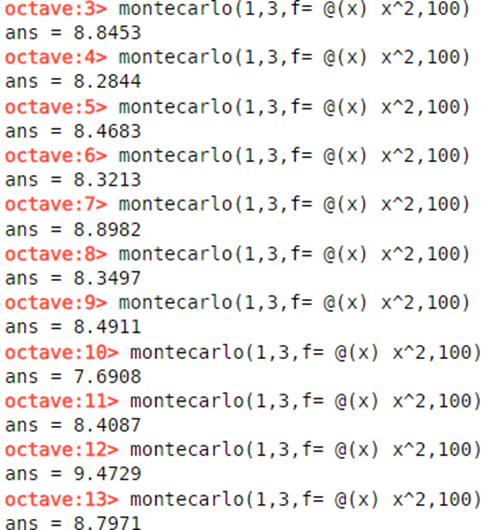 octave:3> montecarlo(1,3,f= @(x) x^2,100)
ans = 8.8453
octave:4> montecarlo(1,3,f= @(x) x^2,100)
ans = 8.2844
octave:5> montecarlo(1,3,f= @(x) x^2,100)
ans = 8.4683
octave:6> montecarlo(1,3,f= @(x) x^2,100)
ans = 8.3213
octave:7> montecarlo(1,3,f= @(x) x^2,100)
ans = 8.8982
octave:8> montecarlo(1,3,f= @(x) x^2,100)
ans = 8.3497
octave:9> montecarlo(1,3,f= @(x) x^2,100)
ans = 8.4911
octave:10> montecarlo(1,3,f= @(x) x^2,100)
ans = 7.6908
octave:11> montecarlo(1,3,f= @(x) x^2,100)
ans = 8.4087
octave:12> montecarlo(1,3,f= @(x) x^2,100)
ans = 9.4729
octave:13> montecarlo(1,3,f= @(x) x^2,100)
ans = 8.7971